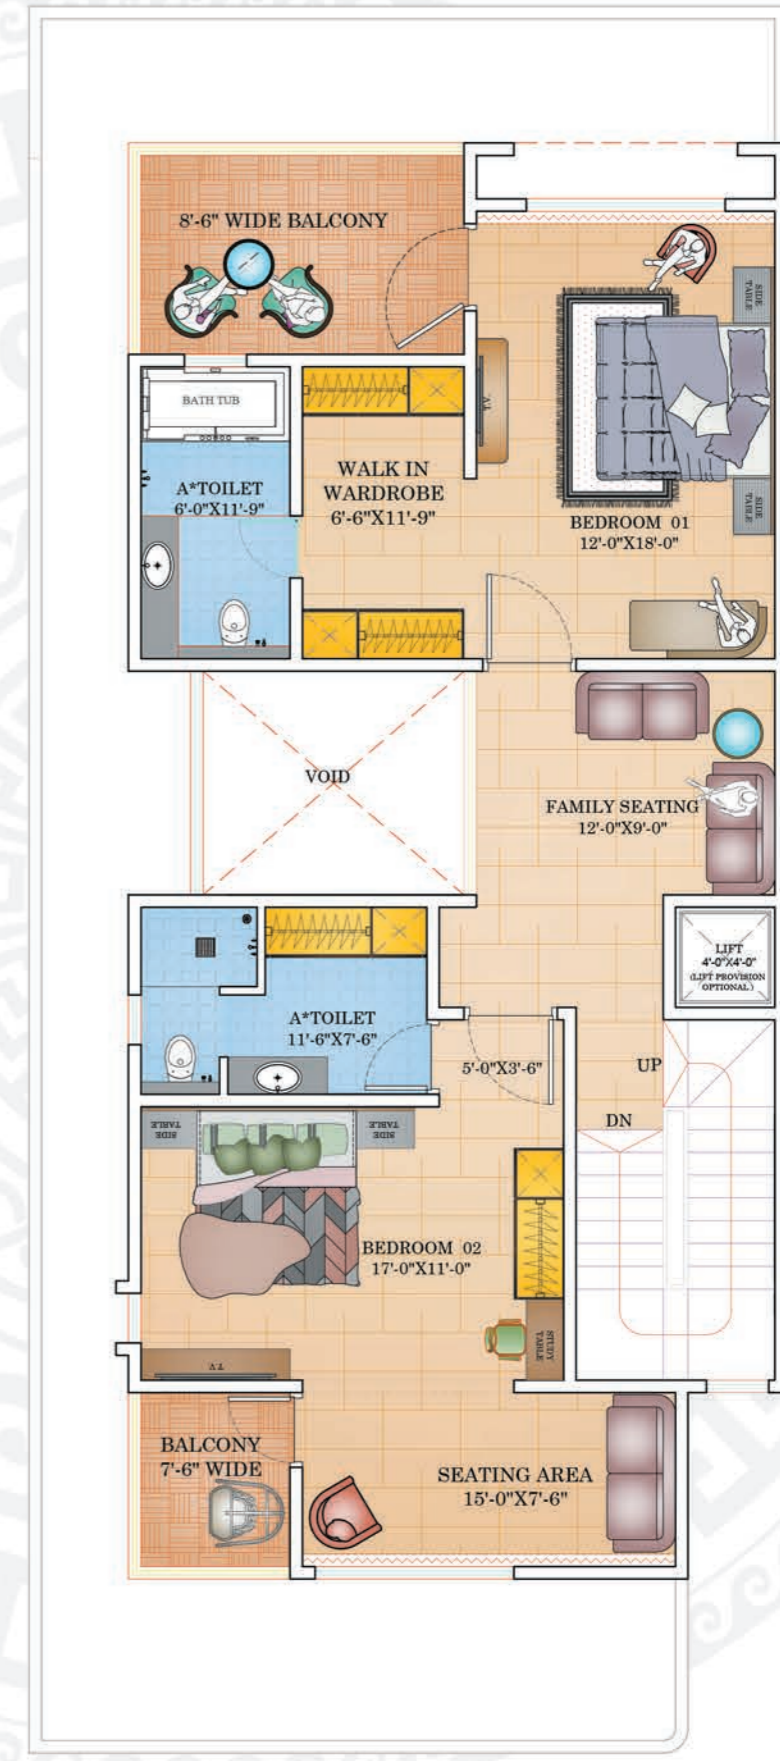 8'-6" WIDE BALCONY
SIDE
TABLE
BATH TUB
T.V
WALK IN
WARDROBE
6'-6"X11'-9"
A*TOILET
6'-0"X11'-9"
SIDE
TABLE
BEDROOM 01
12'-0"X18'-0"
VOID
FAMILY SEATING
12'-0"X9'-0"
LIFT
4'-0"X4'-0"
(LIFT PROVISION
OPTIONAL)
A*TOILET
11'-6"X7'-6"
5'-0"X3'-6"
UP
DN
SIDE
TABLE
SIDE
TABLE
BEDROOM 02
17'-0"X11'-0"
STUDY
TABLE
TV
BALCONY
7'-6" WIDE
SEATING AREA
15'-0"X7'-6"